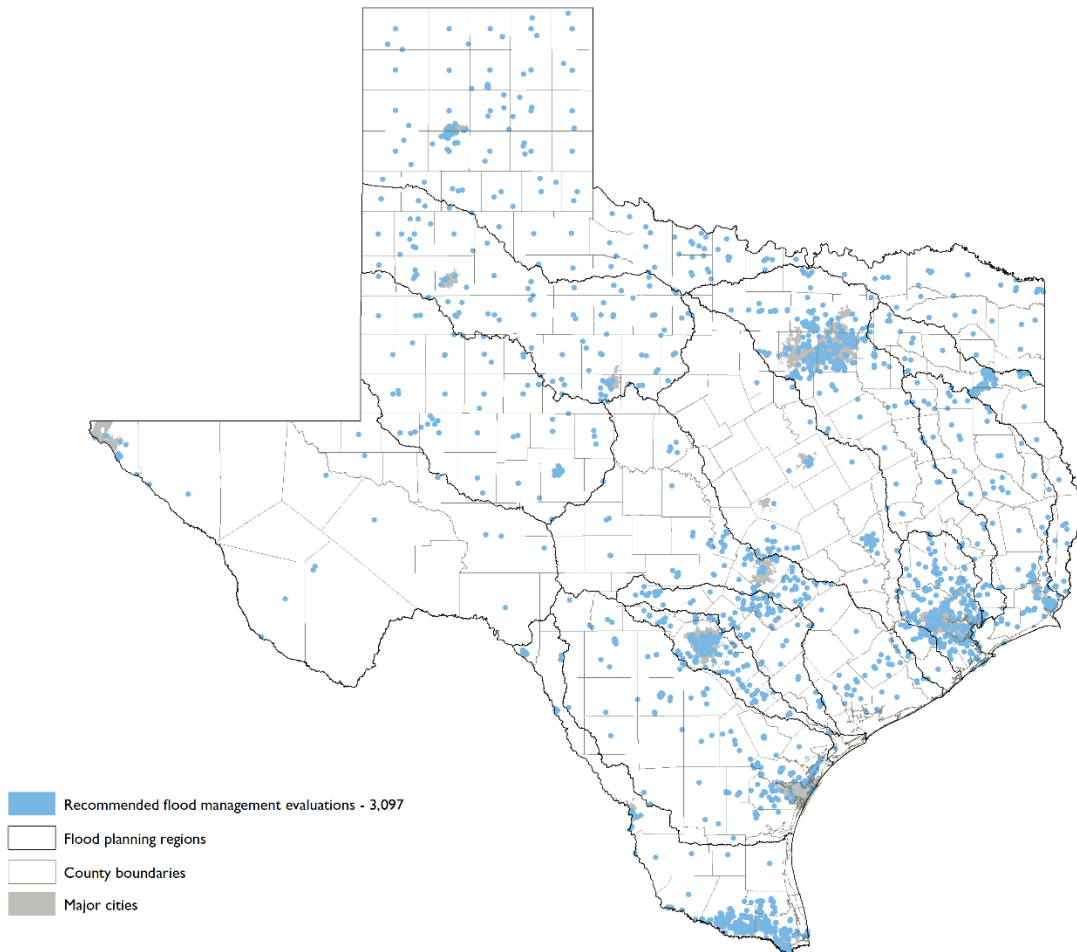 Recommended flood management evaluations - 3,097
Flood planning regions
County boundaries
Major cities